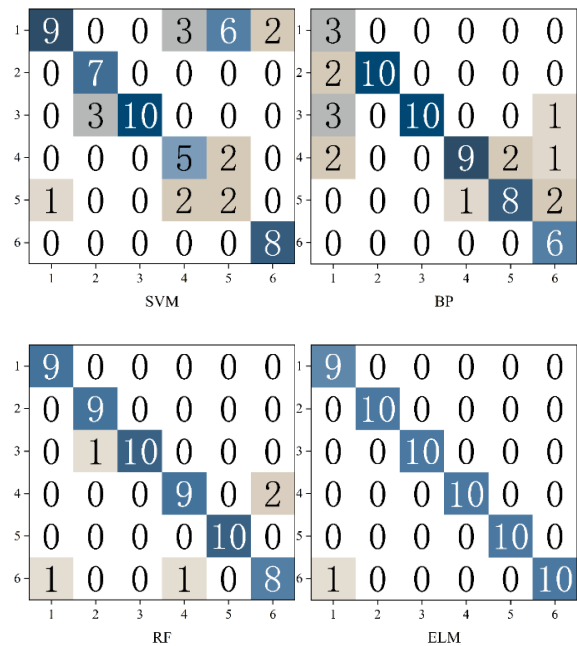 1 9 0 0 3 6 2
2 0 7 0 0 0 0
3 0 3 10 0 0 0
4 0 0 0 5 2 0
5 1 0 0 2 2 0
6 0 0 0 0 0 8
1 2 3 4 5 6
SVM
1 3 0 0 0 0 0
2 2 10 0 0 0 0
3 3 0 10 0 0 1
4 2 0 0 9 2 1
5 0 0 0 1 8 2
6 0 0 0 0 0 6
1 2 3 4 5 6
BP
1 9 0 0 0 0 0
2 0 9 0 0 0 0
3 0 1 10 0 0 0
4 0 0 0 9 0 2
5 0 0 0 0 10 0
6 1 0 0 1 0 8
1 2 3 4 5 6
RF
1 9 0 0 0 0 0
2 0 10 0 0 0 0
3 0 0 10 0 0 0
4 0 0 0 10 0 0
5 0 0 0 0 10 0
6 1 0 0 0 0 10
1 2 3 4 5 6
ELM